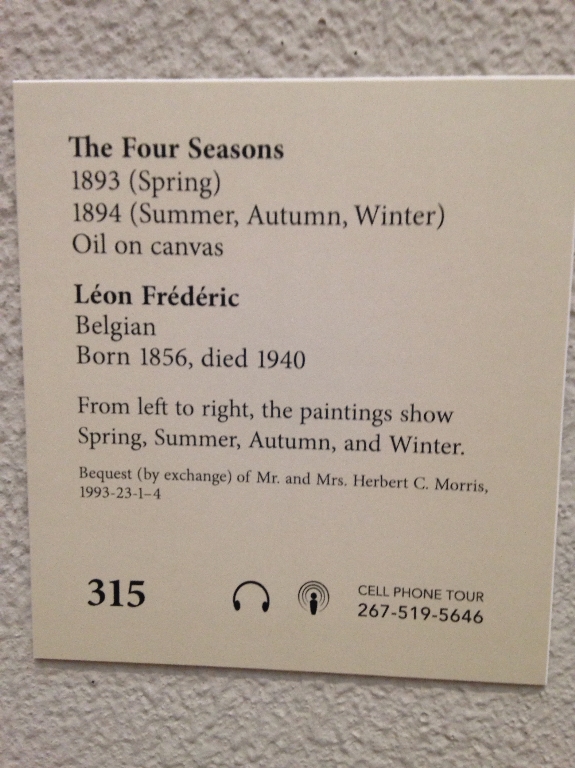 The Four Seasons
1893 (Spring)
1894 (Summer, Autumn, Winter)
Oil on canvas
Léon Frédéric
Belgian
Born 1856, died 1940
From left to right, the paintings show
Spring, Summer, Autumn, and Winter.
Bequest (by exchange) of Mr. and Mrs. Herbert C. Morris,
1993-23-1–4
315
CELL PHONE TOUR
267-519-5646